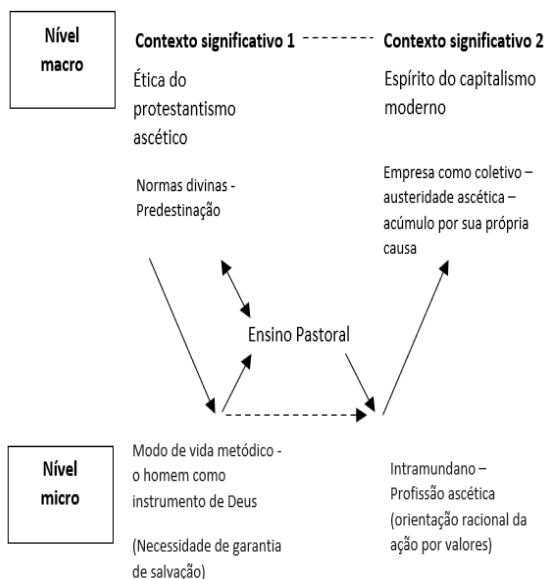 Nível
macro
Contexto significativo 1
Contexto significativo 2
Ética do
protestantismo
ascético
Espírito do capitalismo
moderno
Normas divinas -
Predestinação
Empresa como coletivo –
austeridade ascética –
acúmulo por sua própria
causa
Ensino Pastoral
Nível
micro
Modo de vida metódico -
o homem como
instrumento de Deus
(Necessidade de garantia
de salvação)
Intramundano –
Profissão ascética
(orientação racional da
ação por valores)